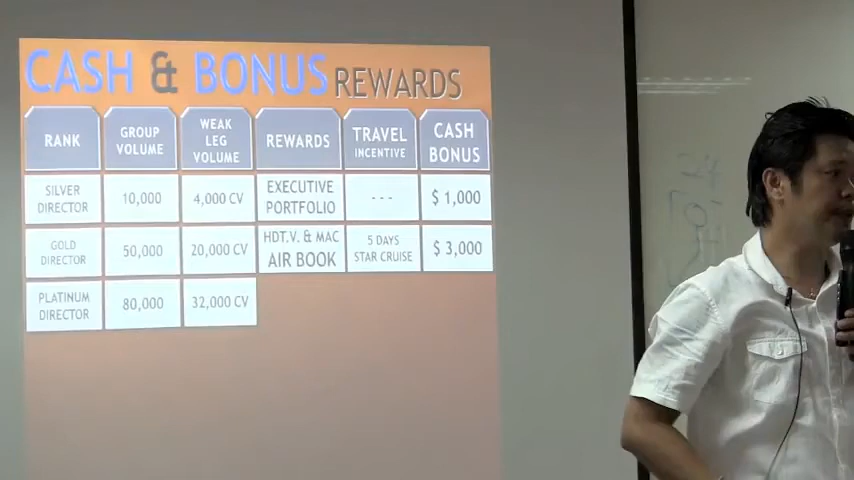 CASH & BONUS REWARDS
RANK
GROUP
VOLUME
WEAK
LEG
VOLUME
REWARDS
TRAVEL
INCENTIVE
CASH
BONUS
SILVER
DIRECTOR
10,000
4,000 CV
EXECUTIVE
PORTFOLIO
---
$ 1,000
GOLD
DIRECTOR
50,000
20,000 CV
HDT.V. & MAC
AIR BOOK
5 DAYS
STAR CRUISE
$ 3,000
PLATINUM
DIRECTOR
80,000
32,000 CV